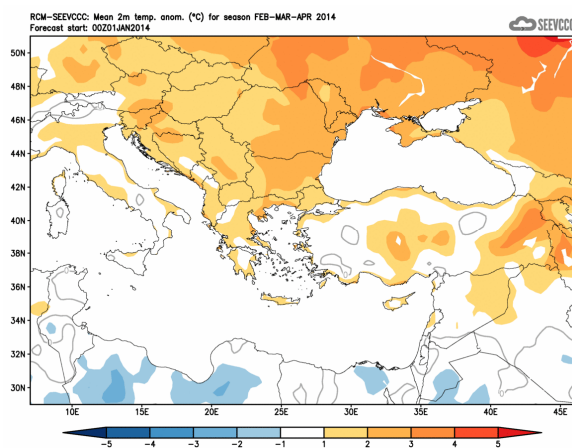 RCM-SEEVCCC: Mean 2m temp. anom. (°C) for season FEB-MAR-APR 2014
Forecast start: 00Z01JAN2014
SEEVCCC
50N
48N
46N
44N
42N
40N
38N
36N
34N
32N
30N
10E 15E 20E 25E 30E 35E 40E 45E
-5 -4 -3 -2 -1 1 2 3 4 5